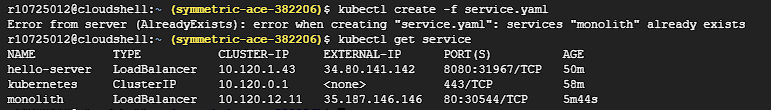 r10725012@cloudshell:~ (symmetric-ace-382206)$ kubectl create -f service.yaml
Error from server (AlreadyExists): error when creating "service.yaml": services "monolith" already exists
r10725012@cloudshell:~ (symmetric-ace-382206)$ kubectl get service
NAME TYPE CLUSTER-IP EXTERNAL-IP PORT(S) AGE
hello-server LoadBalancer 10.120.1.43 34.80.141.142 8080:31967/TCP 50m
kubernetes ClusterIP 10.120.0.1 <none> 443/TCP 58m
monolith LoadBalancer 10.120.12.11 35.187.146.146 80:30544/TCP 5m44s